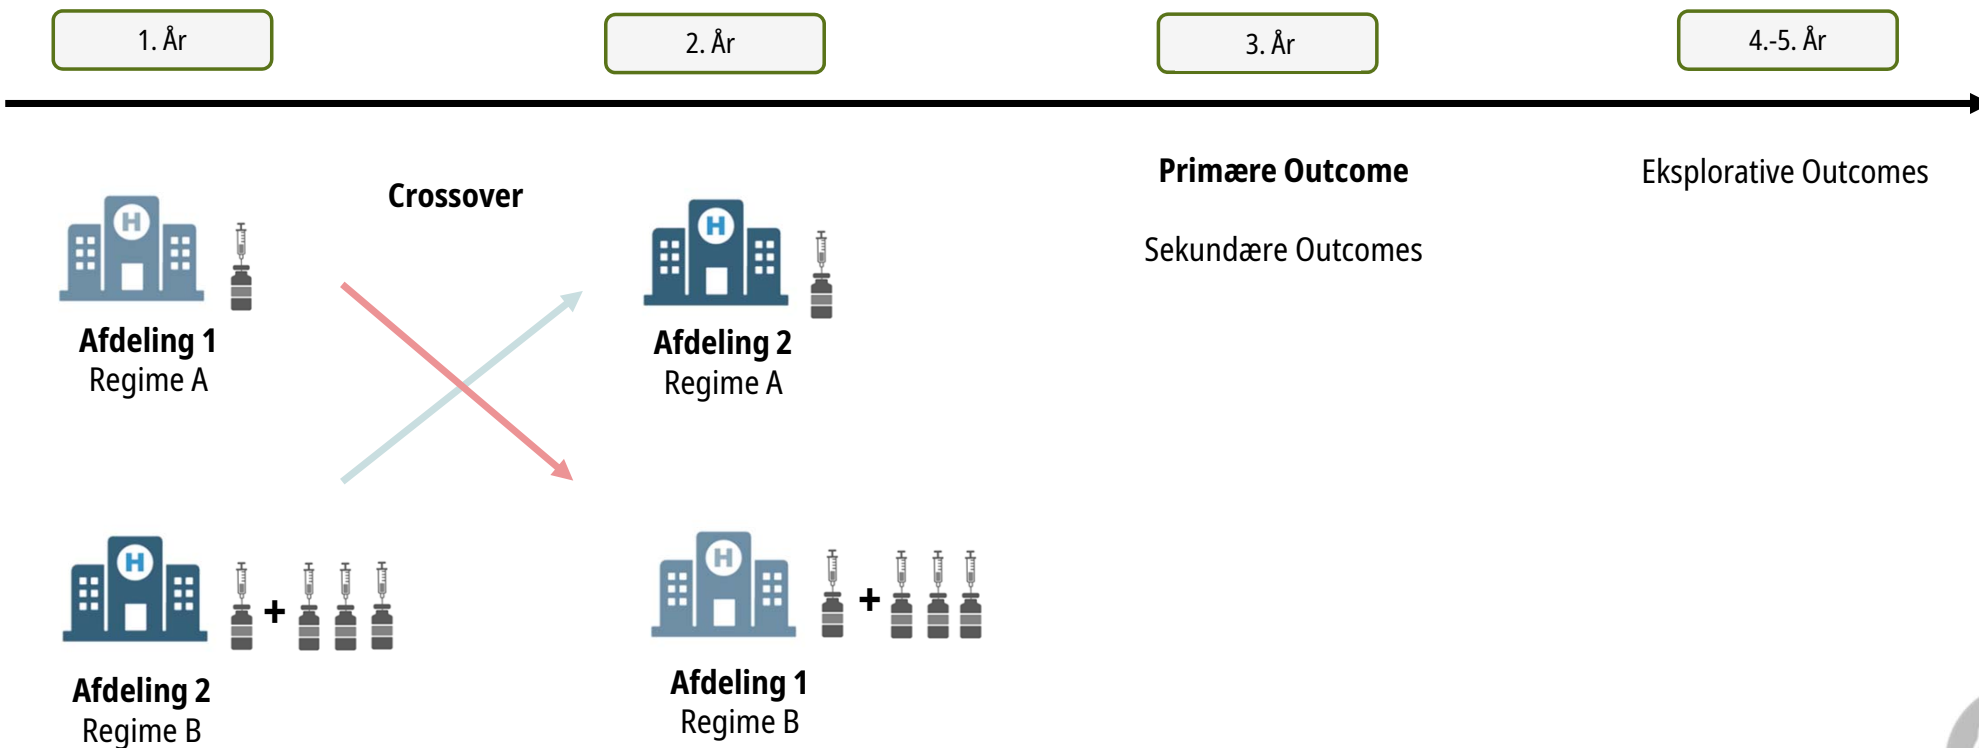 1. År
2. År
3. År
4.-5. År
Crossover
Primære Outcome
Eksplorative Outcomes
Sekundære Outcomes
H
H
Afdeling 1
Regime A
Afdeling 2
Regime A
H
+
H
+
Afdeling 2
Regime B
Afdeling 1
Regime B